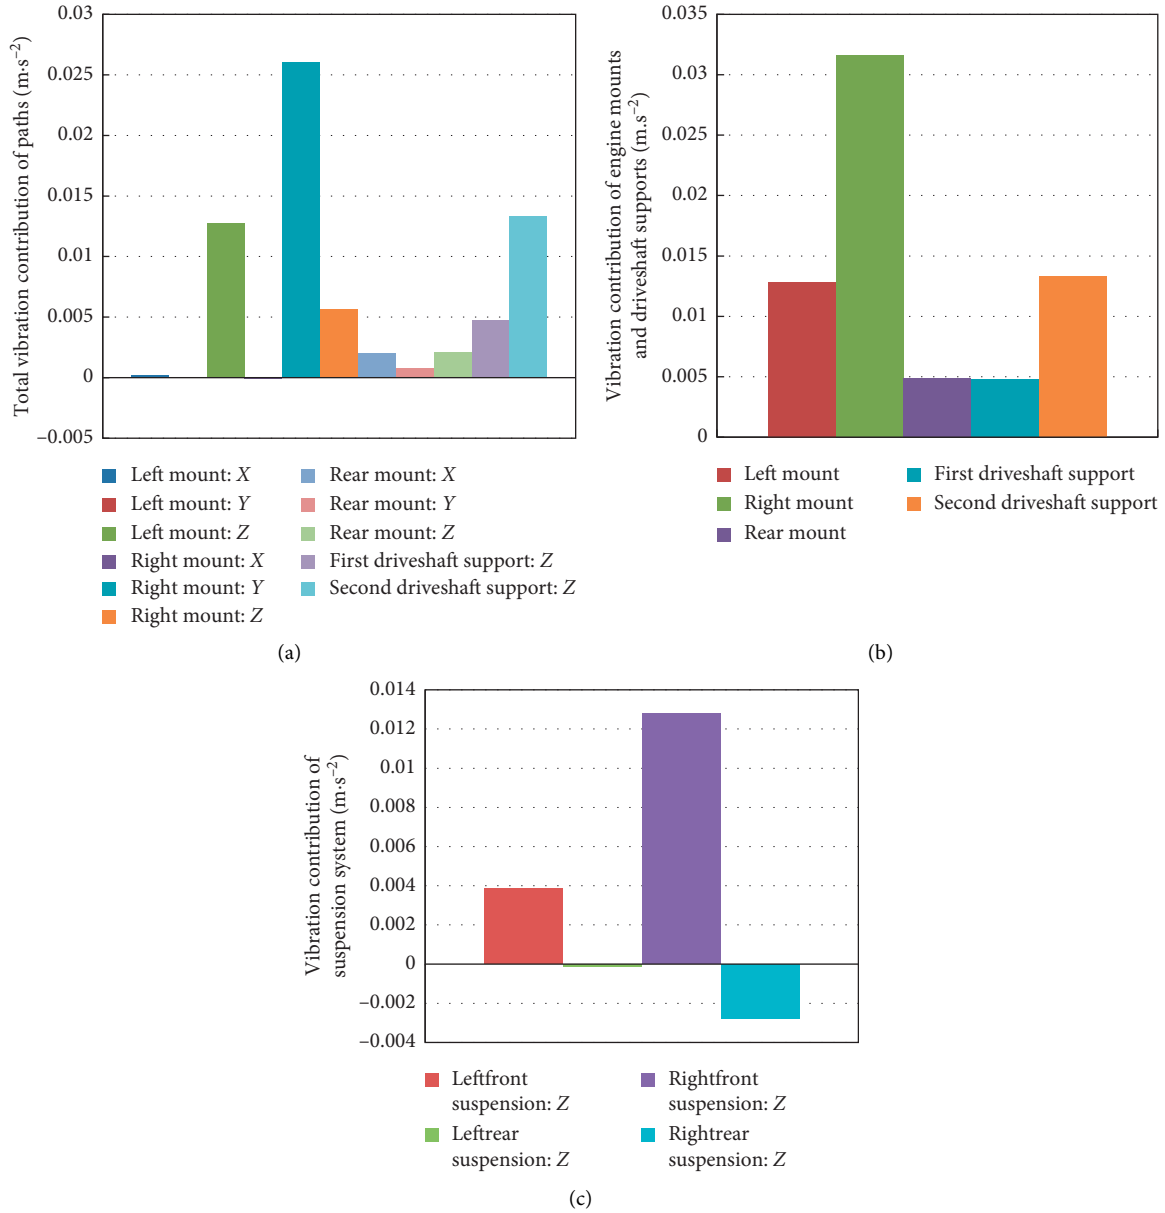 Total vibration contribution of paths (m·s⁻²)
0.03
0.025
0.02
0.015
0.01
0.005
0
−0.005
Left mount: X
Left mount: Y
Left mount: Z
Right mount: X
Right mount: Y
Right mount: Z
Rear mount: X
Rear mount: Y
Rear mount: Z
First driveshaft support: Z
Second driveshaft support: Z
(a)
Vibration contribution of engine mounts
and driveshaft supports (m.s⁻²)
0.035
0.03
0.025
0.02
0.015
0.01
0.005
0
Left mount
Right mount
Rear mount
First driveshaft support
Second driveshaft support
(b)
Vibration contribution of
suspension system (m·s⁻²)
0.014
0.012
0.01
0.008
0.006
0.004
0.002
0
−0.002
−0.004
Leftfront
suspension: Z
Leftrear
suspension: Z
Rightfront
suspension: Z
Rightrear
suspension: Z
(c)